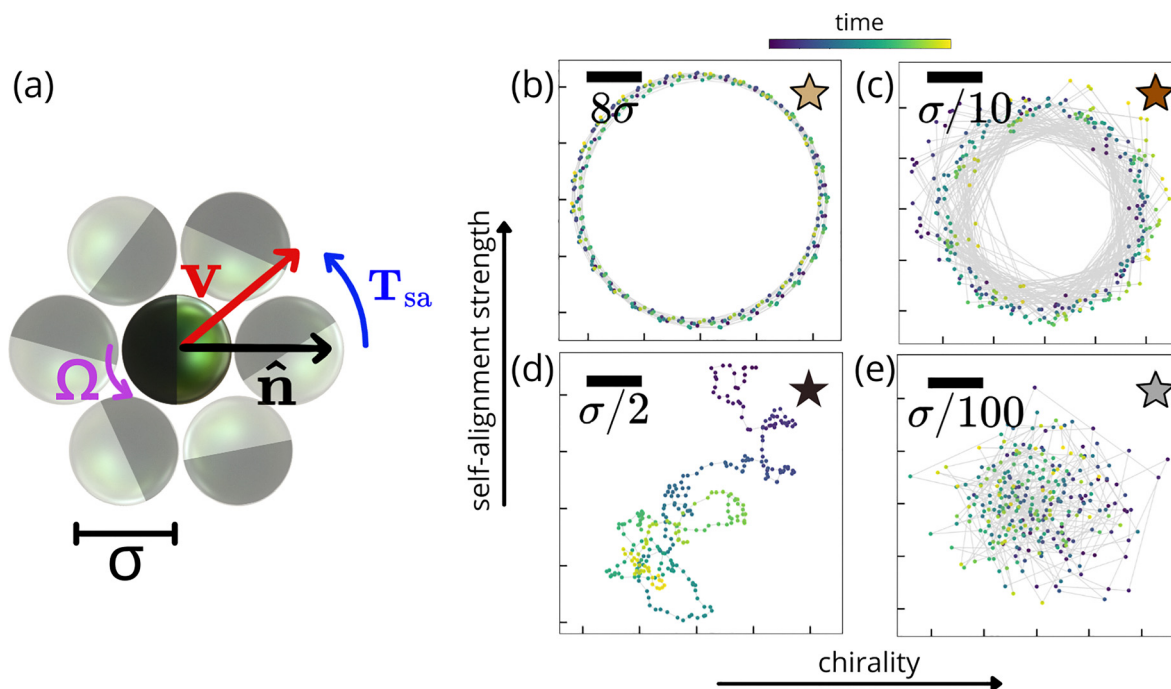 time
(a)
(b)
(c)
8σ
σ/10
v
T_sa
n̂
Ω
σ
self-alignment strength
(d)
(e)
σ/2
σ/100
chirality